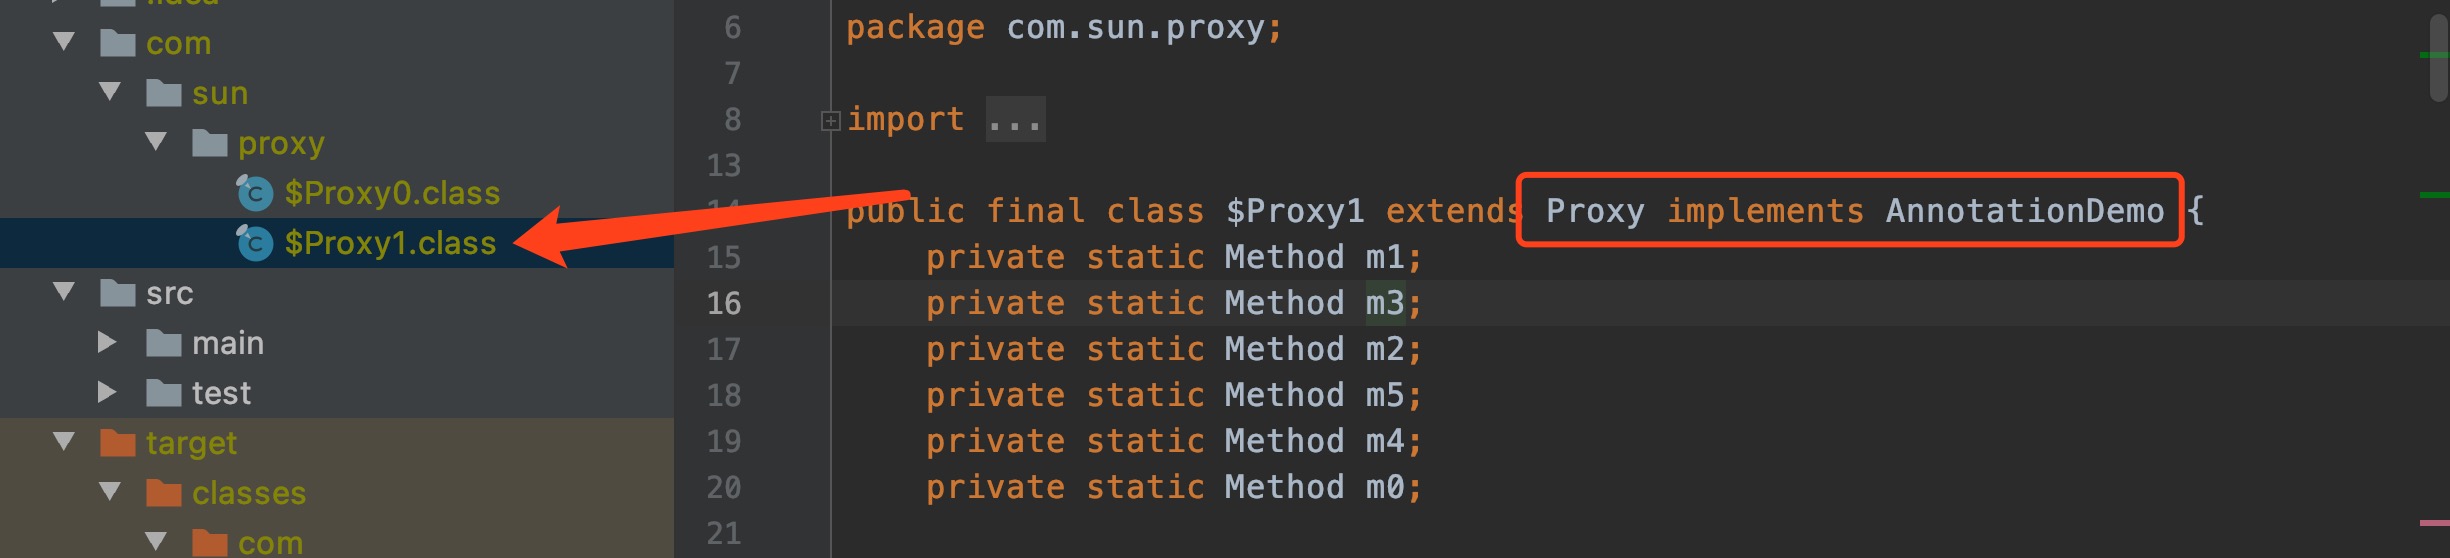 .idea
com
sun
proxy
$Proxy0.class
$Proxy1.class
src
main
test
target
classes
com
6 package com.sun.proxy;
7
8 import ...
13
14 public final class $Proxy1 extends Proxy implements AnnotationDemo {
15 private static Method m1;
16 private static Method m3;
17 private static Method m2;
18 private static Method m5;
19 private static Method m4;
20 private static Method m0;
21